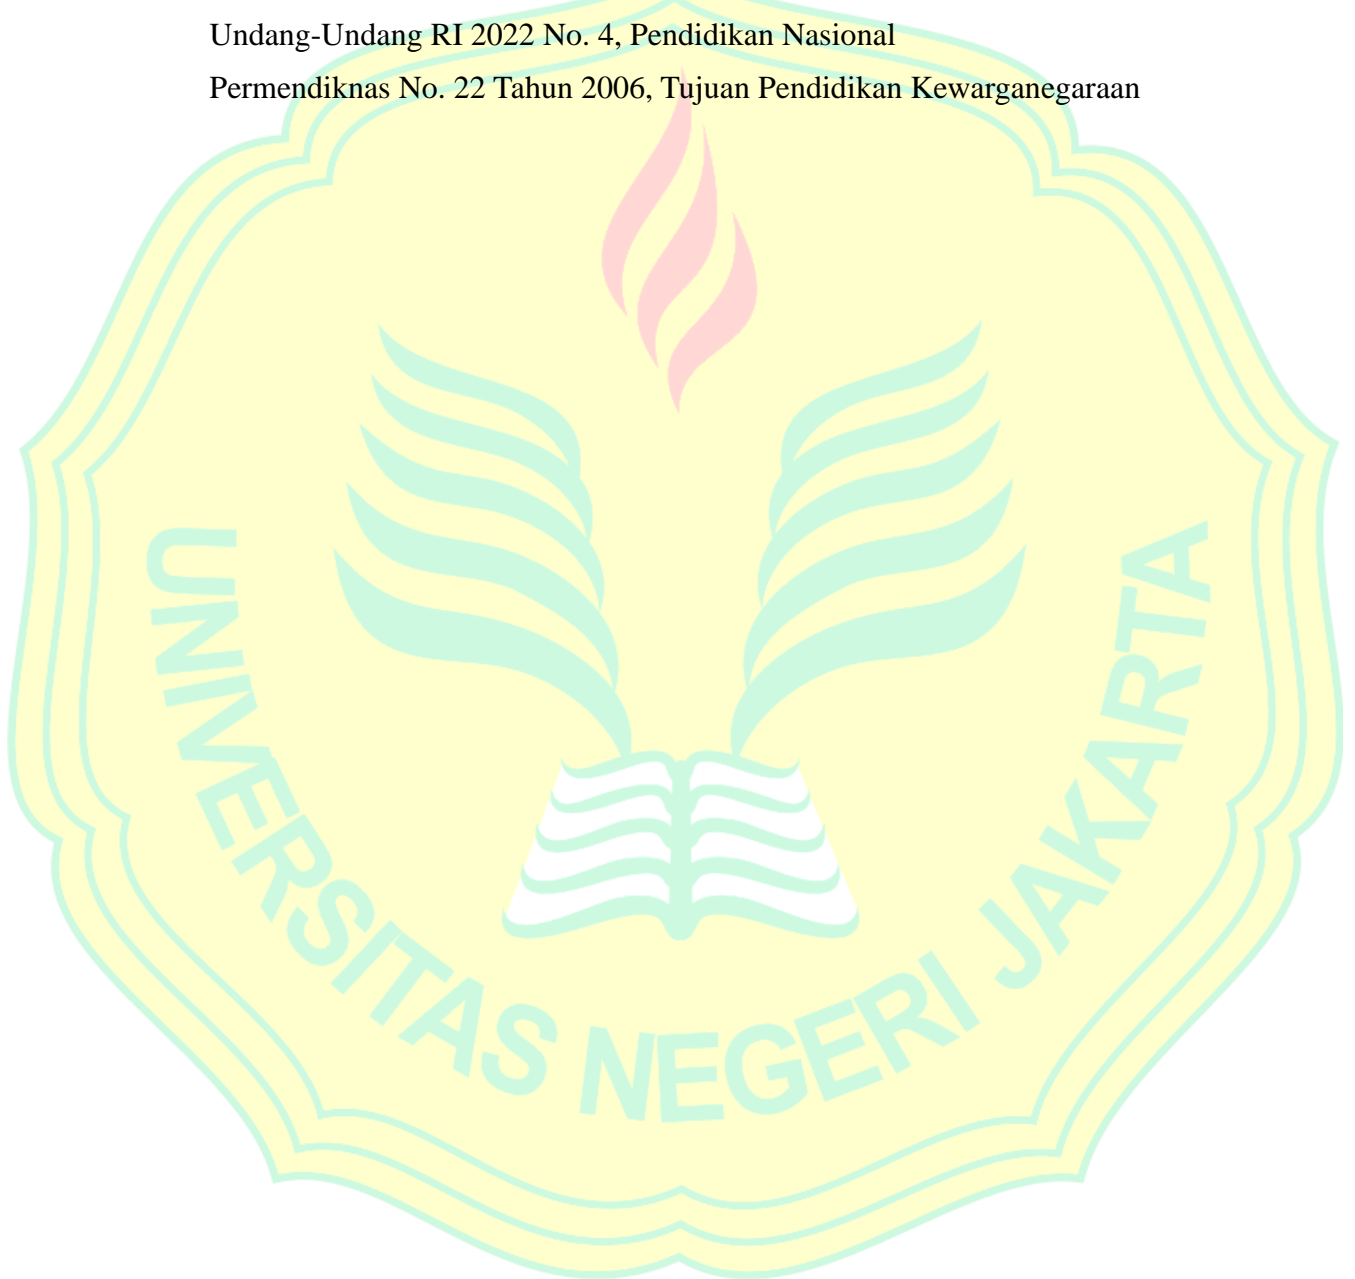 Undang-Undang RI 2022 No. 4, Pendidikan Nasional
Permendiknas No. 22 Tahun 2006, Tujuan Pendidikan Kewarganegaraan
UNIVERSITAS NEGERI JAKARTA